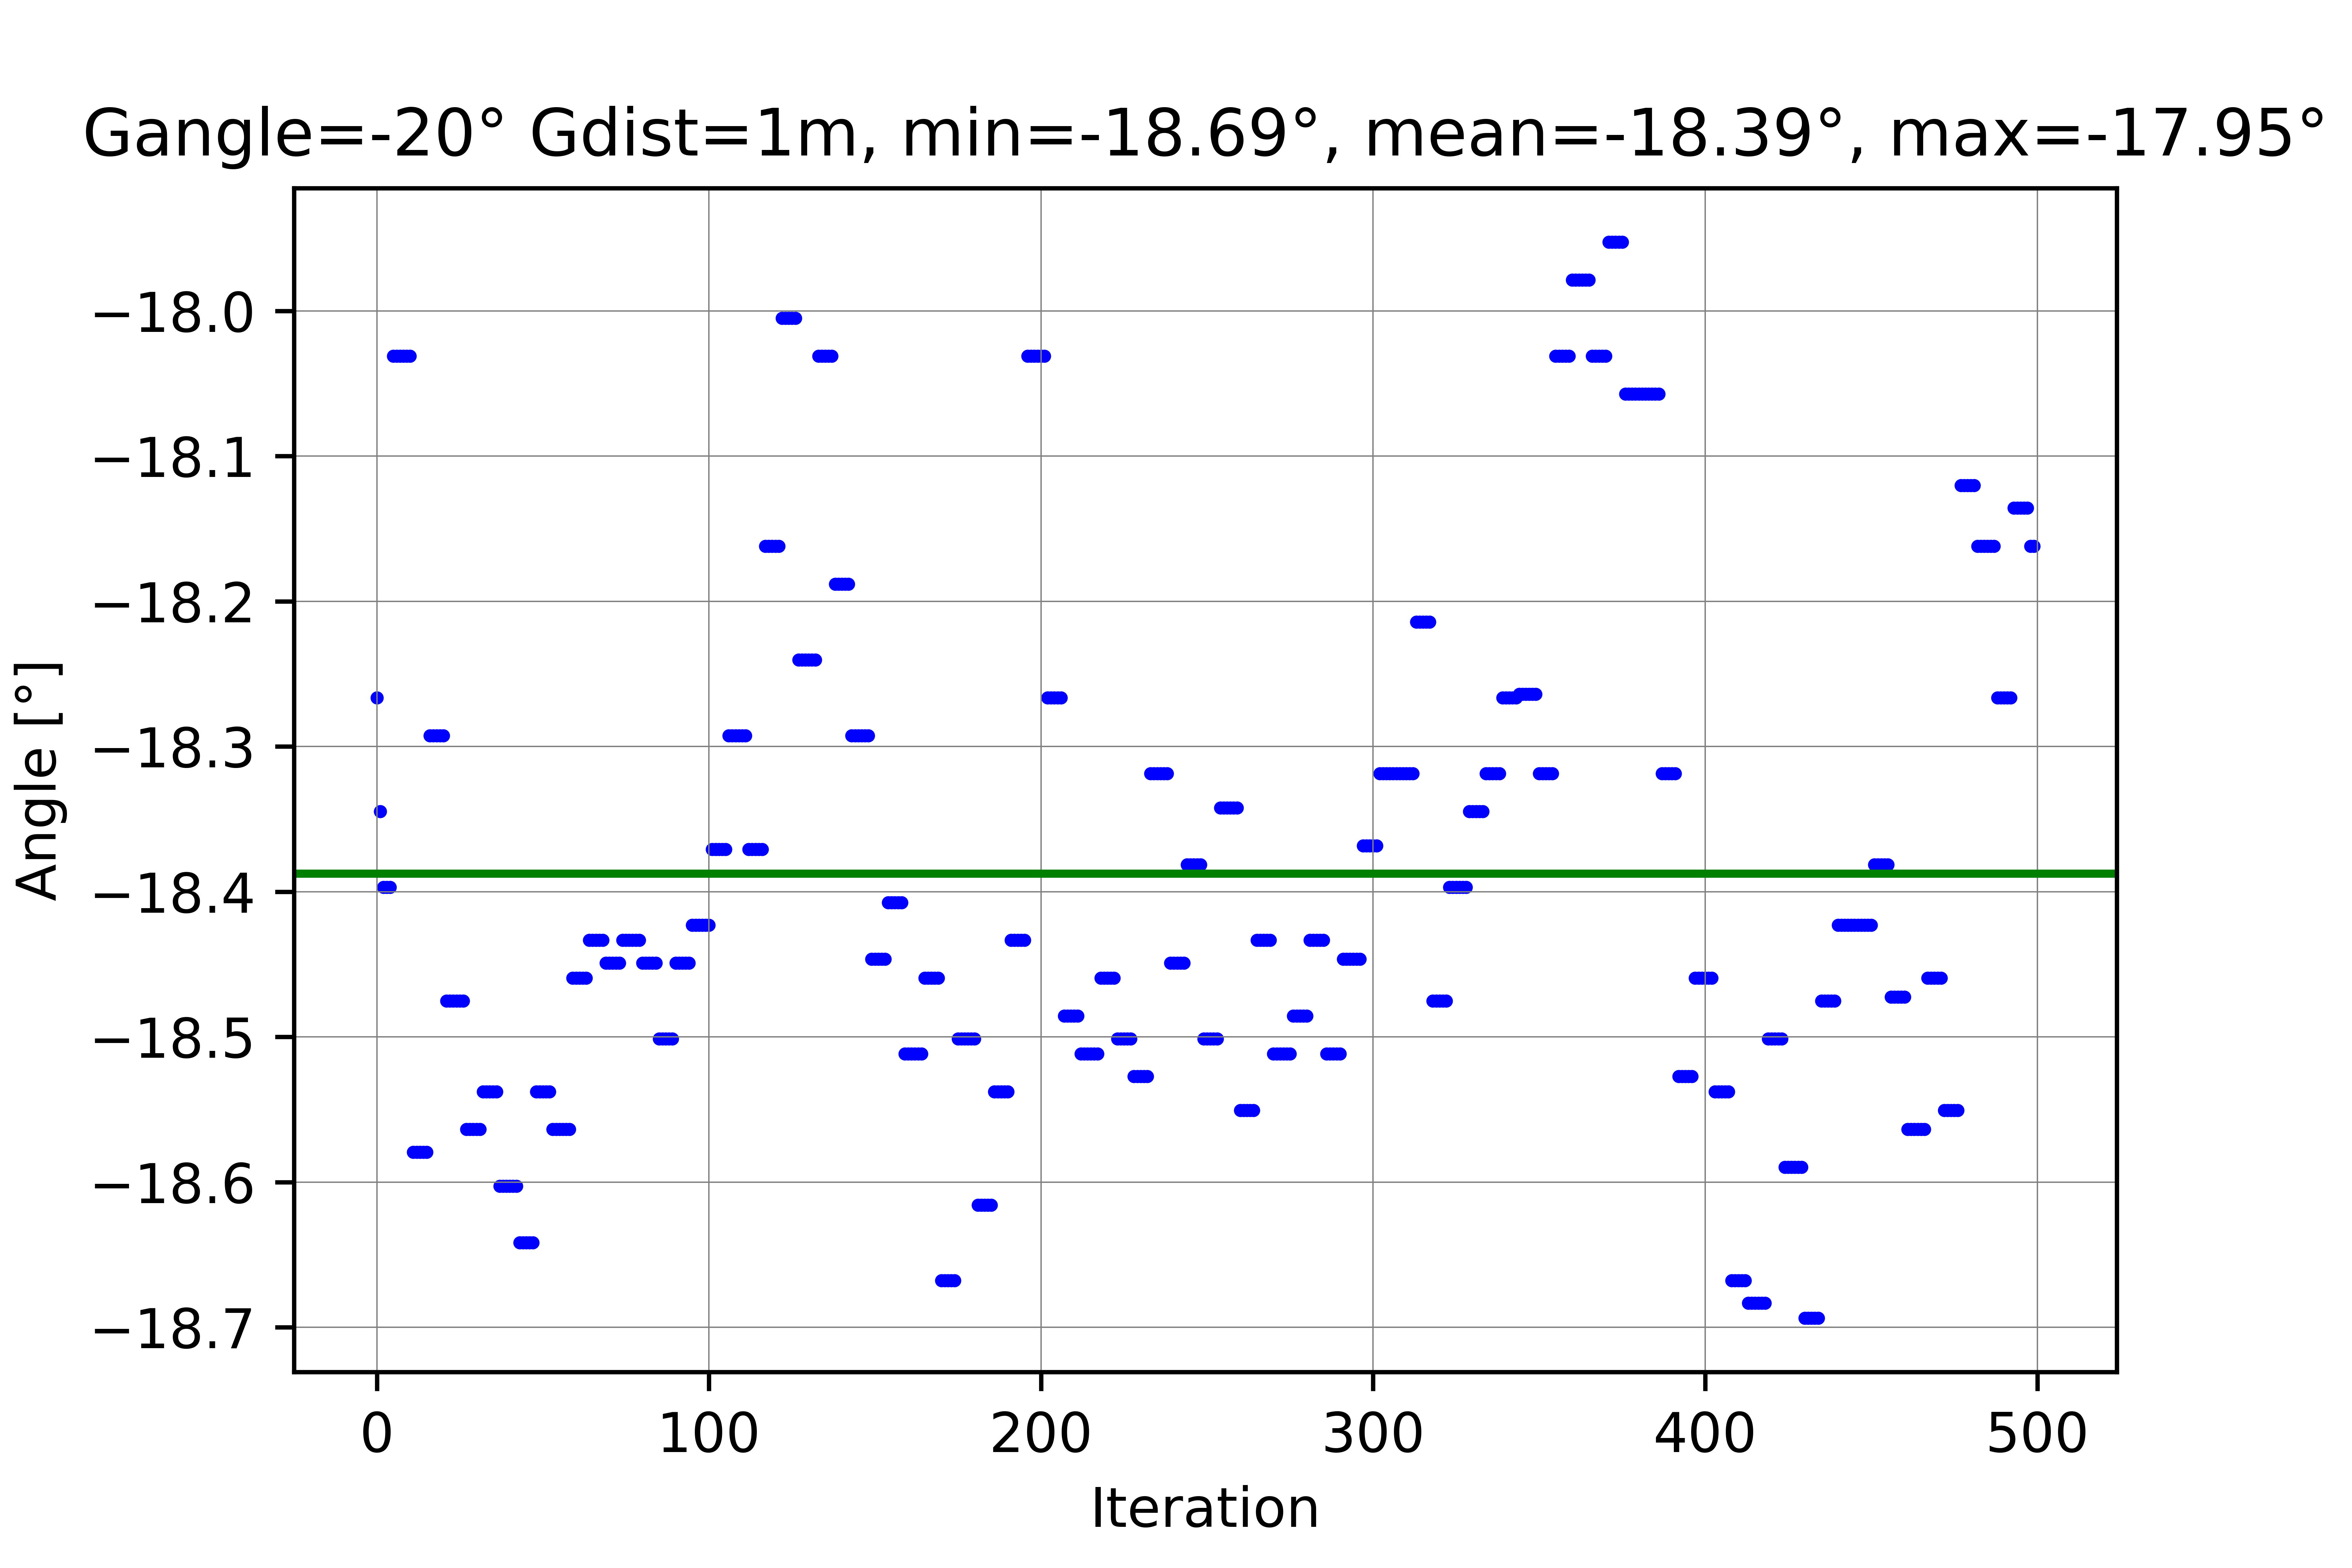 Gangle=-20° Gdist=1m, min=-18.69°, mean=-18.39°, max=-17.95°
−18.0
−18.1
−18.2
−18.3
−18.4
−18.5
−18.6
−18.7
Angle [°]
0 100 200 300 400 500
Iteration